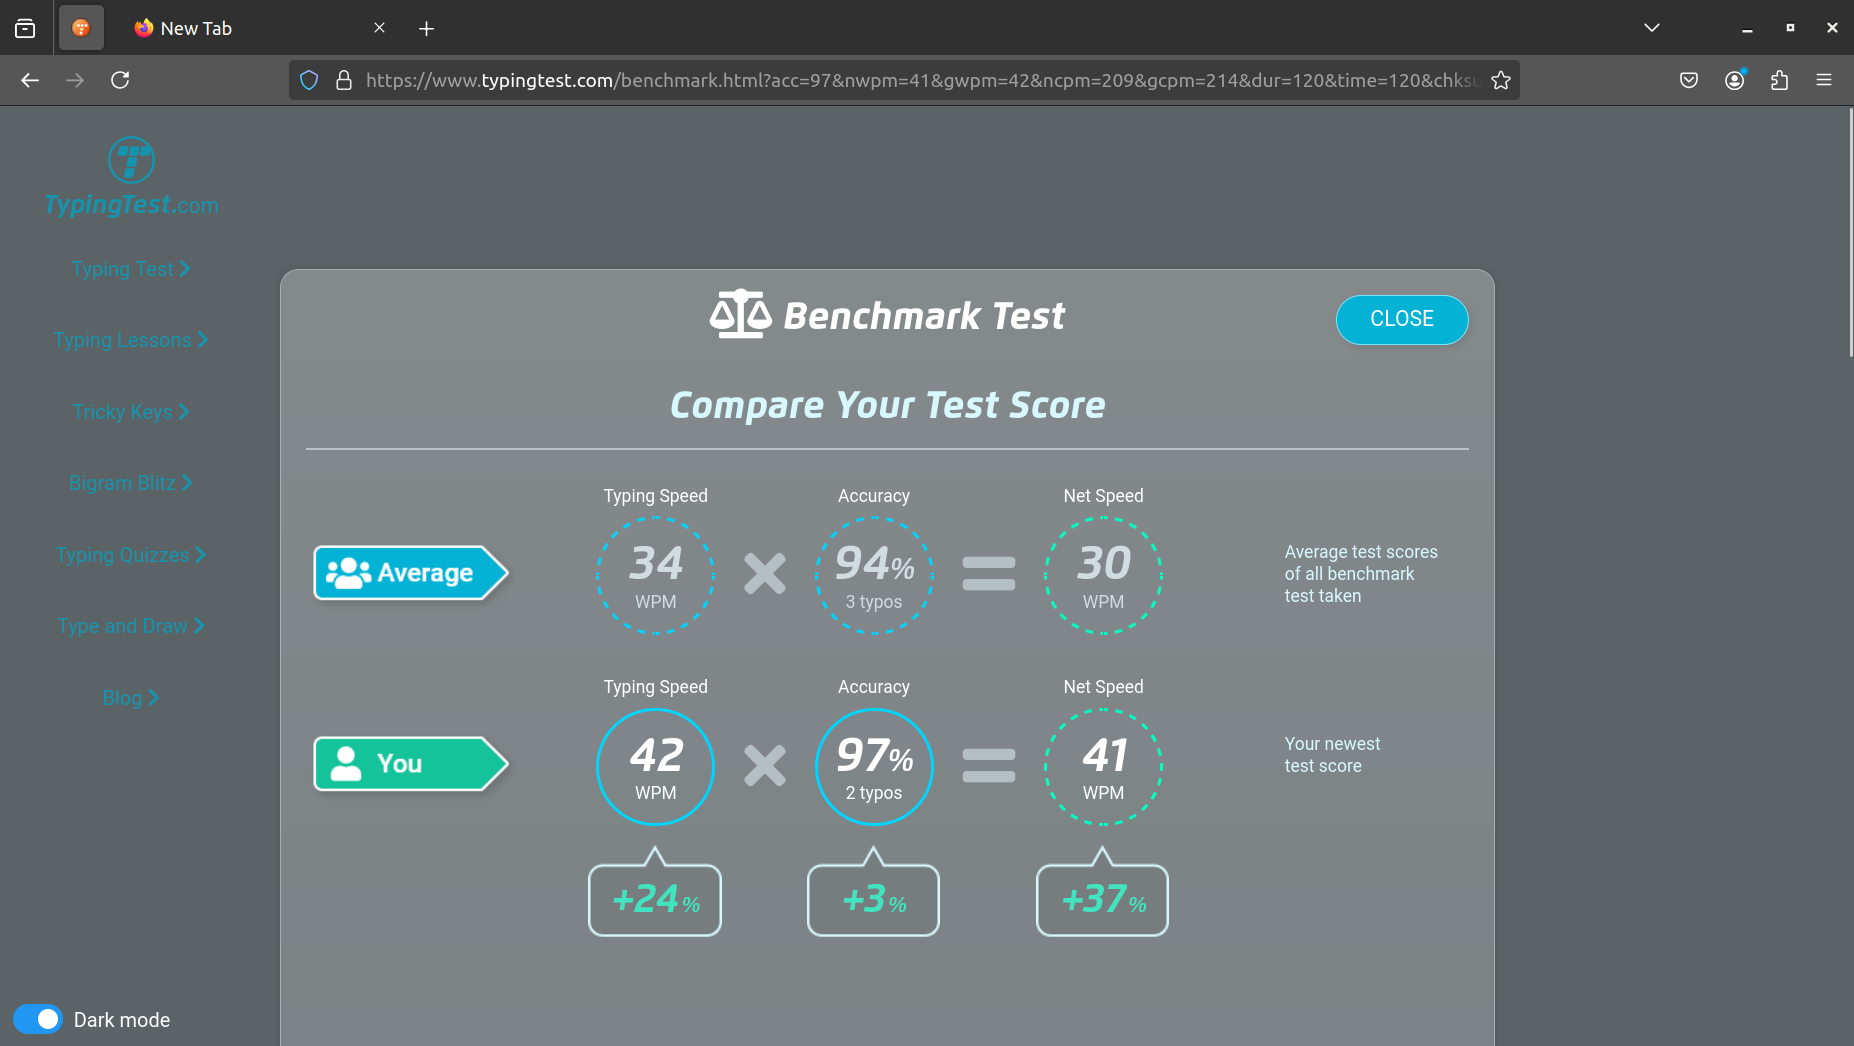 New Tab
https://www.typingtest.com/benchmark.html?acc=97&nwpm=41&gwpm=42&ncpm=209&gcpm=214&dur=120&time=120&chksu
TypingTest.com
Typing Test
Typing Lessons
Tricky Keys
Bigram Blitz
Typing Quizzes
Type and Draw
Blog
Dark mode
Benchmark Test
CLOSE
Compare Your Test Score
Typing Speed Accuracy Net Speed
Average
34 WPM
94% 3 typos
30 WPM
Average test scores
of all benchmark
test taken
Typing Speed Accuracy Net Speed
You
42 WPM
97% 2 typos
41 WPM
Your newest
test score
+24% +3% +37%